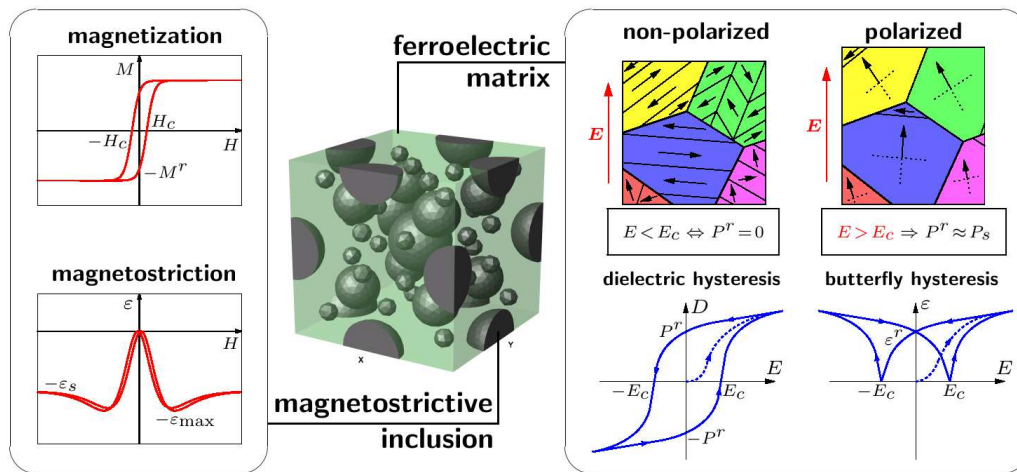 magnetization
M
H_c
-H_c
H
-M^r
magnetostriction
ε
H
-ε_s
-ε_max
ferroelectric
matrix
X
Y
magnetostrictive
inclusion
non-polarized
polarized
E
E
E < E_c ⇔ P^r = 0
E > E_c ⇒ P^r ≈ P_s
dielectric hysteresis
butterfly hysteresis
D
P^r
-E_c
E_c
E
-P^r
ε
ε^r
-E_c
E_c
E